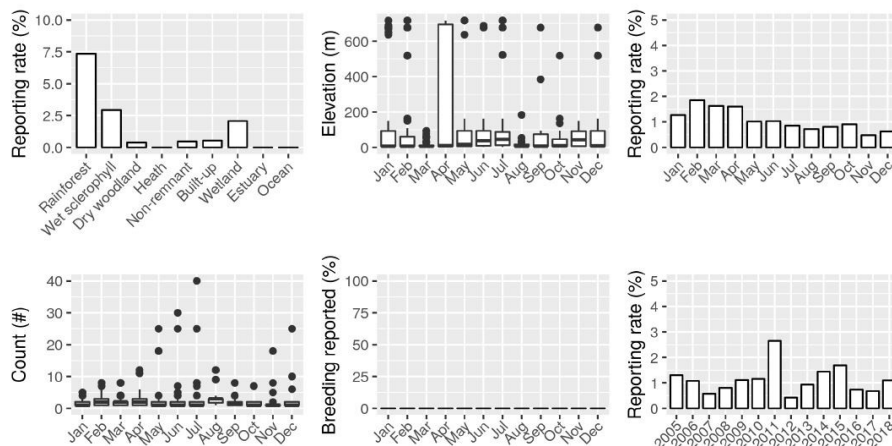 Reporting rate (%)
10.0
7.5
5.0
2.5
0.0
Rainforest
Wet sclerophyll
Dry woodland
Heath
Non-remnant
Built-up
Wetland
Estuary
Ocean
Elevation (m)
600
400
200
0
Jan
Feb
Mar
Apr
May
Jun
Jul
Aug
Sep
Oct
Nov
Dec
Reporting rate (%)
5
4
3
2
1
0
Jan
Feb
Mar
Apr
May
Jun
Jul
Aug
Sep
Oct
Nov
Dec
Count (#)
40
30
20
10
0
Jan
Feb
Mar
Apr
May
Jun
Jul
Aug
Sep
Oct
Nov
Dec
Breeding reported (%)
100
75
50
25
0
Jan
Feb
Mar
Apr
May
Jun
Jul
Aug
Sep
Oct
Nov
Dec
Reporting rate (%)
5
4
3
2
1
0
2005
2006
2007
2008
2009
2010
2011
2012
2013
2014
2015
2016
2017